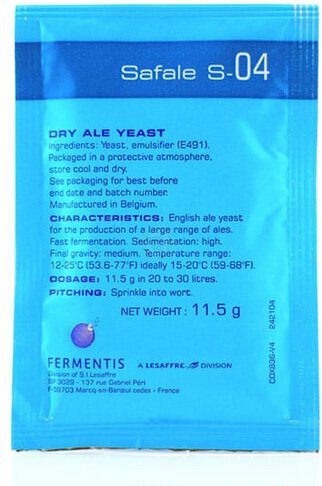 Safale S-04
DRY ALE YEAST
Ingredients: Yeast, emulsifier (E491).
Packaged in a protective atmosphere,
store cool and dry.
See packaging for best before
end date and batch number.
Manufactured in Belgium.
CHARACTERISTICS: English ale yeast
for the production of a large range of ales.
Fast fermentation. Sedimentation: high.
Final gravity: medium. Temperature range:
12-25°C (53.6-77°F) ideally 15-20°C (59-68°F).
DOSAGE: 11.5 g in 20 to 30 litres.
PITCHING: Sprinkle into wort.
NET WEIGHT: 11.5 g
FERMENTIS
A LESAFFRE DIVISION
Division of S.I.Lesaffre
BP 3029 - 137 rue Gabriel Péri
F-59703 Marcq-en-Barœul cedex - France
CDX836-V4 242104